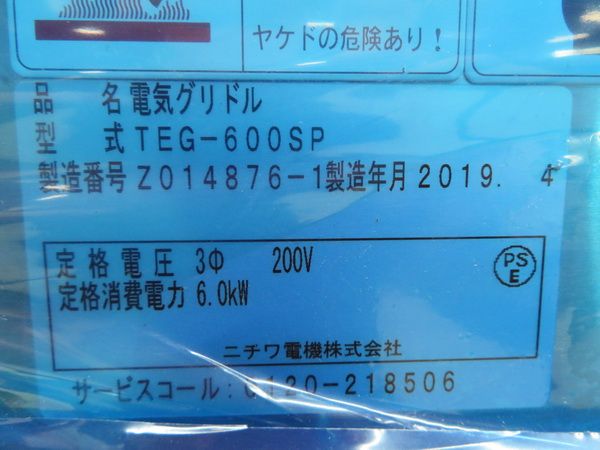 ヤケドの危険あり！
品 名 電気グリドル
型 式 TEG-600SP
製造番号 Z014876-1 製造年月 2019. 4
定格電圧 3Φ 200V
定格消費電力 6.0kW
PS
E
ニチワ電機株式会社
サービスコール：0120-218506